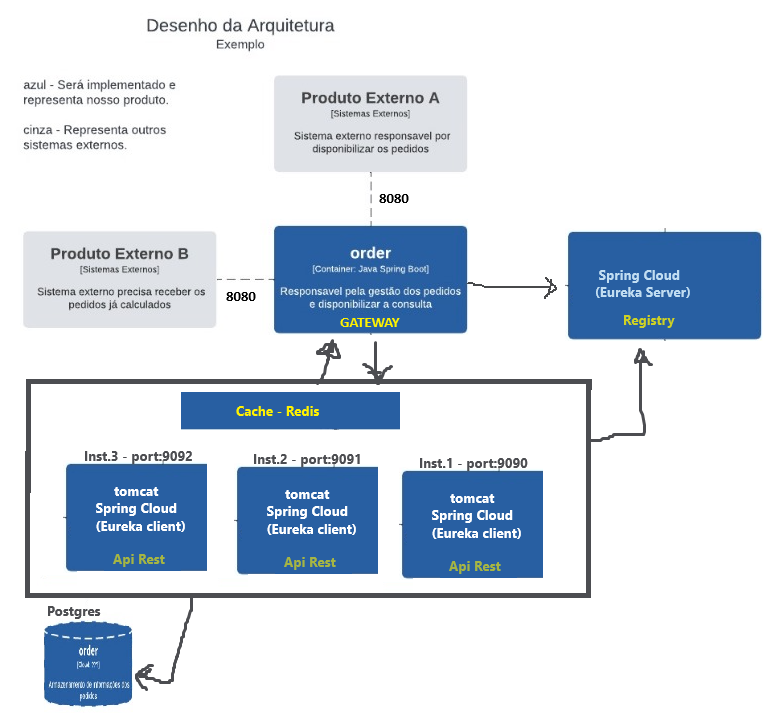 Desenho da Arquitetura
Exemplo
azul - Será implementado e
representa nosso produto.
cinza - Representa outros
sistemas externos.
Produto Externo A
[Sistemas Externos]
Sistema externo responsavel por
disponibilizar os pedidos
8080
Produto Externo B
[Sistemas Externos]
Sistema externo precisa receber os
pedidos já calculados
8080
order
[Container: Java Spring Boot]
Responsavel pela gestão dos pedidos
e disponibilizar a consulta
GATEWAY
Spring Cloud
(Eureka Server)
Registry
Cache - Redis
Inst.3 - port:9092
tomcat
Spring Cloud
(Eureka client)
Api Rest
Inst.2 - port:9091
tomcat
Spring Cloud
(Eureka client)
Api Rest
Inst.1 - port:9090
tomcat
Spring Cloud
(Eureka client)
Api Rest
Postgres
order
[Cloud: ???]
Armazenamento de informações dos
pedidos